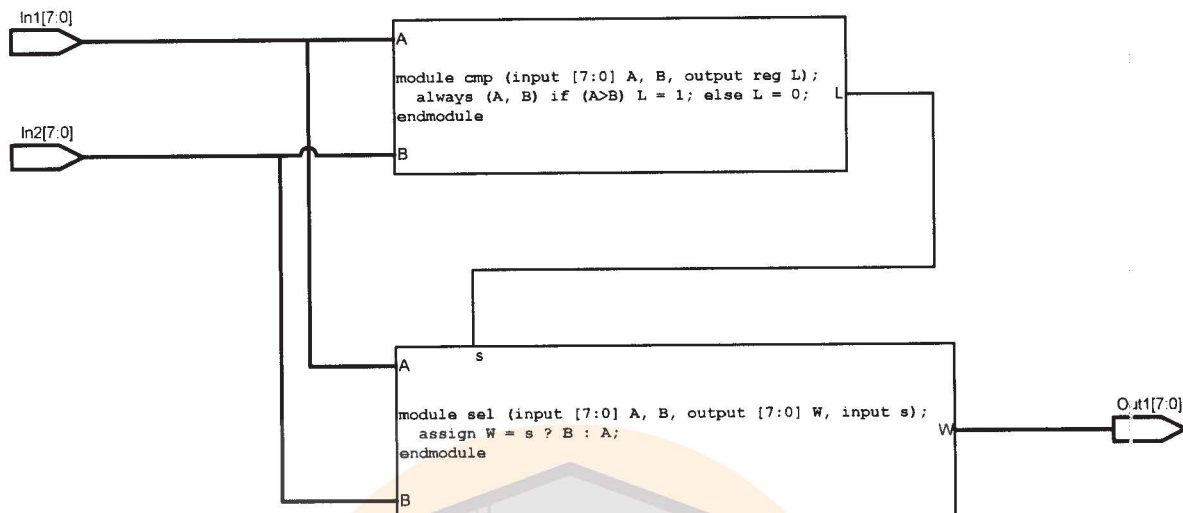 In1[7:0]
A
module cmp (input [7:0] A, B, output reg L);
always (A, B) if (A>B) L = 1; else L = 0;
endmodule
L
In2[7:0]
B
s
A
module sel (input [7:0] A, B, output [7:0] W, input s);
assign W = s ? B : A;
endmodule
W
Out1[7:0]
B